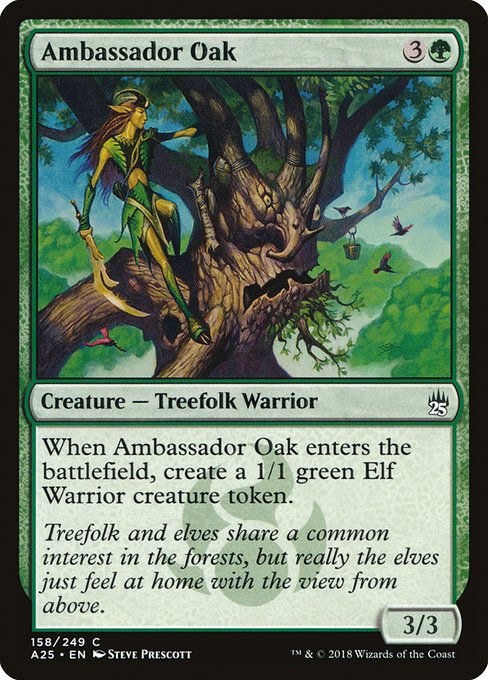 Ambassador Oak 3
Creature — Treefolk Warrior
25
When Ambassador Oak enters the
battlefield, create a 1/1 green Elf
Warrior creature token.
Treefolk and elves share a common
interest in the forests, but really the elves
just feel at home with the view from
above.
3/3
158/249 C
A25 • EN Steve Prescott
™ & © 2018 Wizards of the Coast